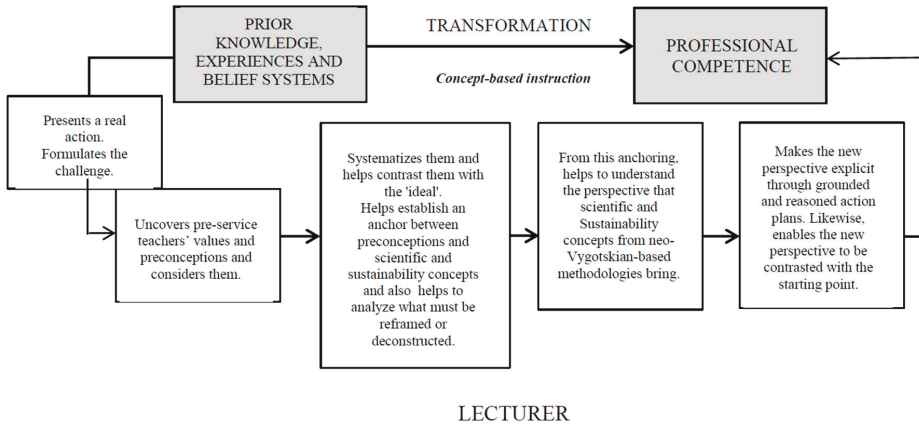 PRIOR
KNOWLEDGE,
EXPERIENCES AND
BELIEF SYSTEMS
TRANSFORMATION
Concept-based instruction
PROFESSIONAL
COMPETENCE
Presents a real
action.
Formulates the
challenge.
Uncovers pre-service
teachers' values and
preconceptions and
considers them.
Systematizes them and
helps contrast them with
the 'ideal'.
Helps establish an
anchor between
preconceptions and
scientific and
sustainability concepts
and also helps to
analyze what must be
reframed or
deconstructed.
From this anchoring,
helps to understand
the perspective that
scientific and
Sustainability
concepts from neo-
Vygotskian-based
methodologies bring.
Makes the new
perspective explicit
through grounded
and reasoned action
plans. Likewise,
enables the new
perspective to be
contrasted with the
starting point.
LECTURER